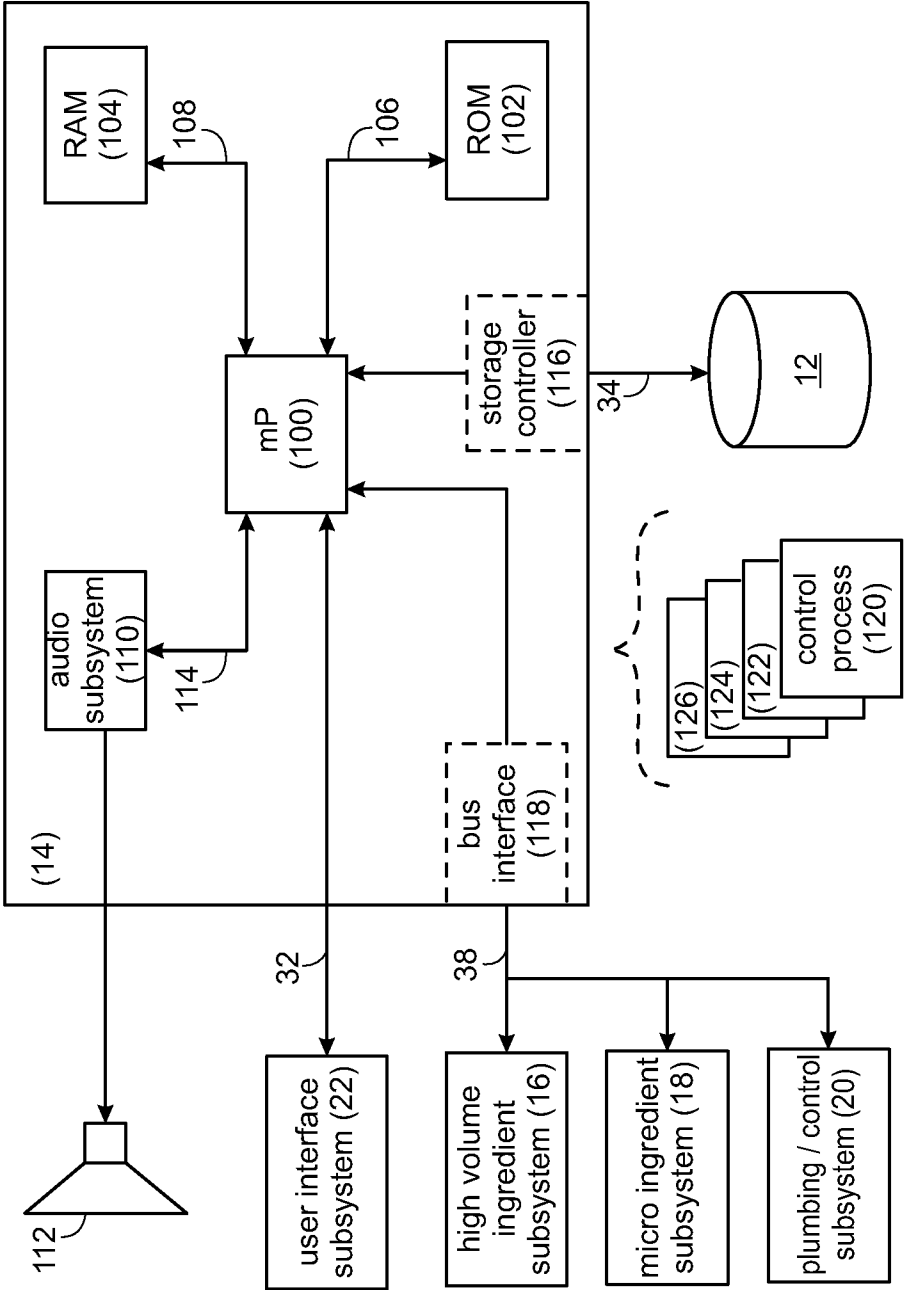 RAM
(104)
108
106
ROM
(102)
mP
(100)
storage
controller
(116)
34
12
audio
subsystem
(110)
114
(14)
bus
interface
(118)
(126)
(124)
(122)
control
process
(120)
32
38
112
user interface
subsystem (22)
high volume
ingredient
subsystem (16)
micro ingredient
subsystem (18)
plumbing / control
subsystem (20)